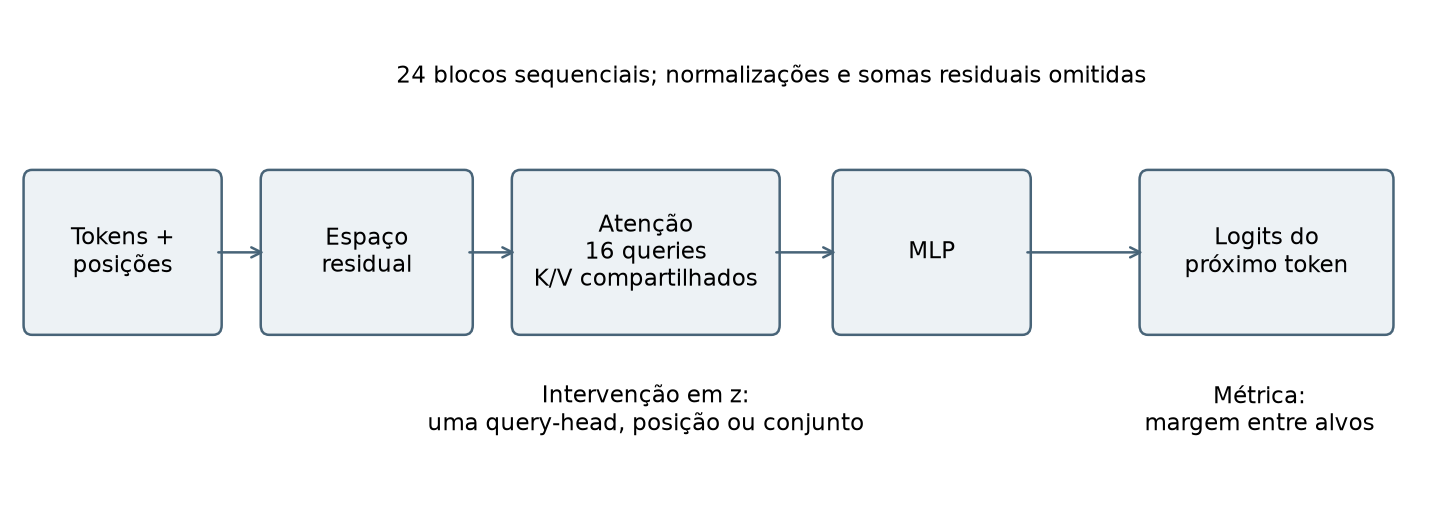 24 blocos sequenciais; normalizações e somas residuais omitidas
Tokens +
posições
Espaço
residual
Atenção
16 queries
K/V compartilhados
MLP
Logits do
próximo token
Intervenção em z:
uma query-head, posição ou conjunto
Métrica:
margem entre alvos